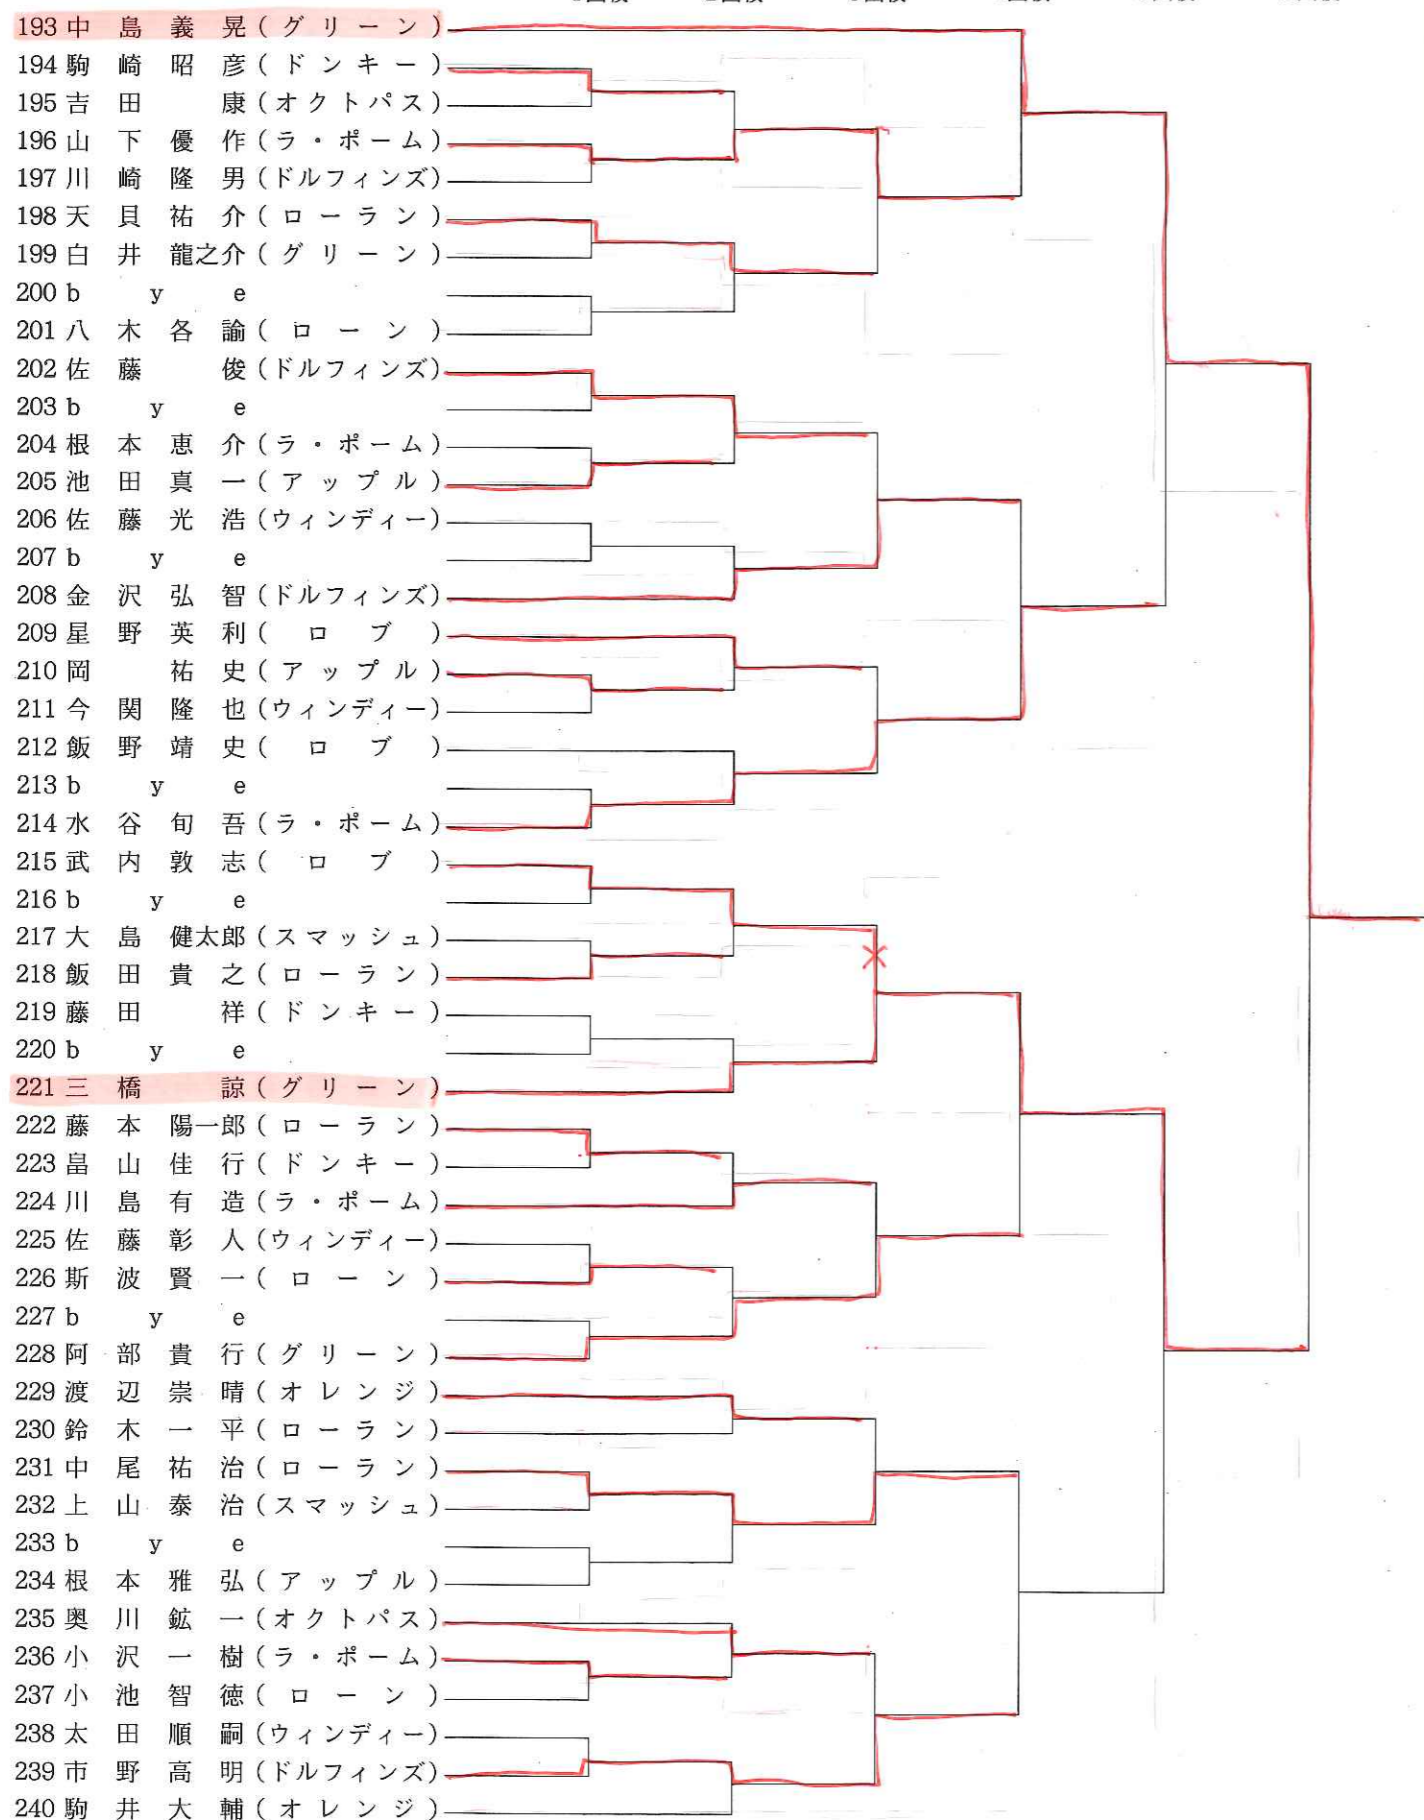 193 中島義晃(グリーン)
194 駒崎昭彦(ドンキー)
195 吉田康(オクトパス)
196 山下優作(ラ・ポーム)
197 川崎隆男(ドルフィンズ)
198 天貝祐介(ローラン)
199 白井龍之介(グリーン)
200 bye
201 八木各諭(ローン)
202 佐藤俊(ドルフィンズ)
203 bye
204 根本恵介(ラ・ポーム)
205 池田真一(アップル)
206 佐藤光浩(ウィンディー)
207 bye
208 金沢弘智(ドルフィンズ)
209 星野英利(ロブ)
210 岡祐史(アップル)
211 今関隆也(ウィンディー)
212 飯野靖史(ロブ)
213 bye
214 水谷旬吾(ラ・ポーム)
215 武内敦志(ロブ)
216 bye
217 大島健太郎(スマッシュ)
218 飯田貴之(ローラン)
219 藤田祥(ドンキー)
220 bye
221 三橋諒(グリーン)
222 藤本陽一郎(ローラン)
223 畠山佳行(ドンキー)
224 川島有造(ラ・ポーム)
225 佐藤彰人(ウィンディー)
226 斯波賢一(ローン)
227 bye
228 阿部貴行(グリーン)
229 渡辺崇晴(オレンジ)
230 鈴木一平(ローラン)
231 中尾祐治(ローラン)
232 上山泰治(スマッシュ)
233 bye
234 根本雅弘(アップル)
235 奥川鉱一(オクトパス)
236 小沢一樹(ラ・ポーム)
237 小池智徳(ローン)
238 太田順嗣(ウィンディー)
239 市野高明(ドルフィンズ)
240 駒井大輔(オレンジ)